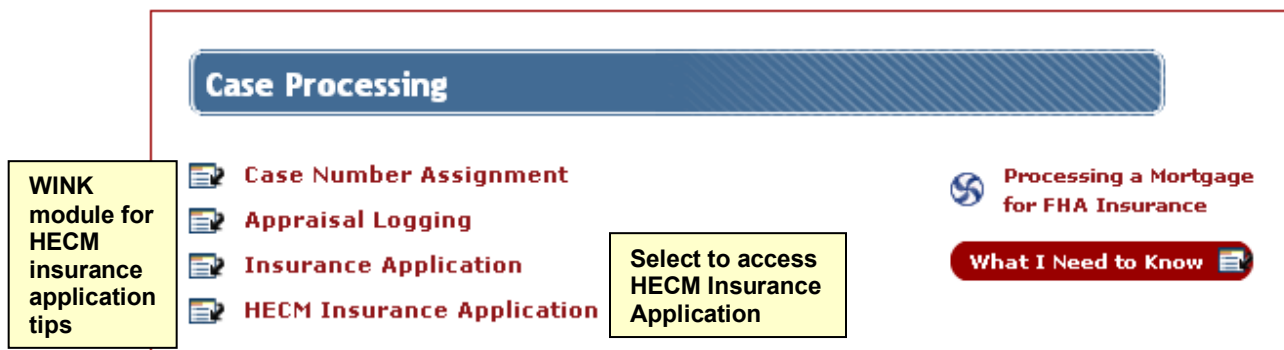 Case Processing
WINK
module for
HECM
insurance
application
tips
Case Number Assignment
Appraisal Logging
Insurance Application
HECM Insurance Application
Select to access
HECM Insurance
Application
Processing a Mortgage
for FHA Insurance
What I Need to Know